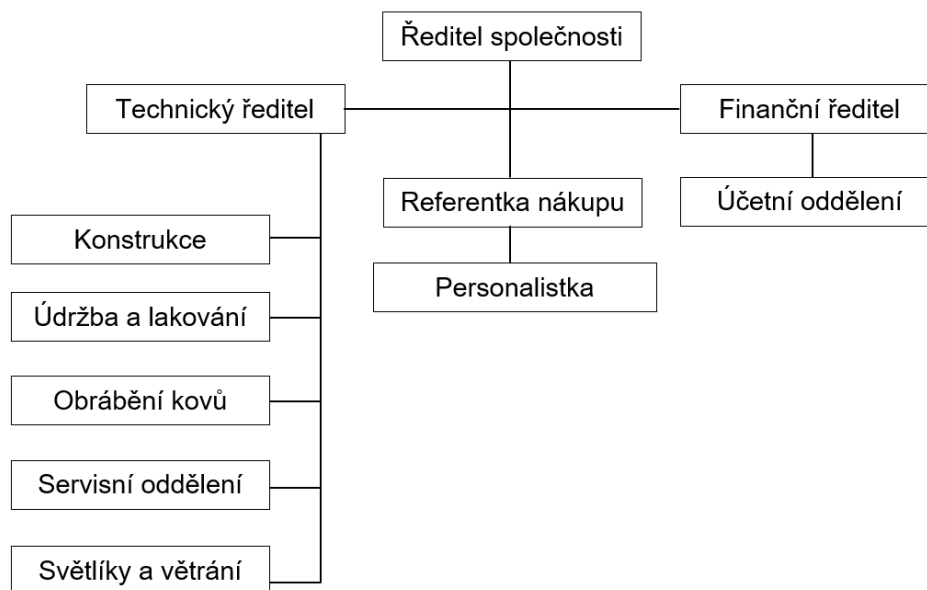 Ředitel společnosti
Technický ředitel
Finanční ředitel
Referentka nákupu
Účetní oddělení
Konstrukce
Personalistka
Údržba a lakování
Obrábění kovů
Servisní oddělení
Světlíky a větrání